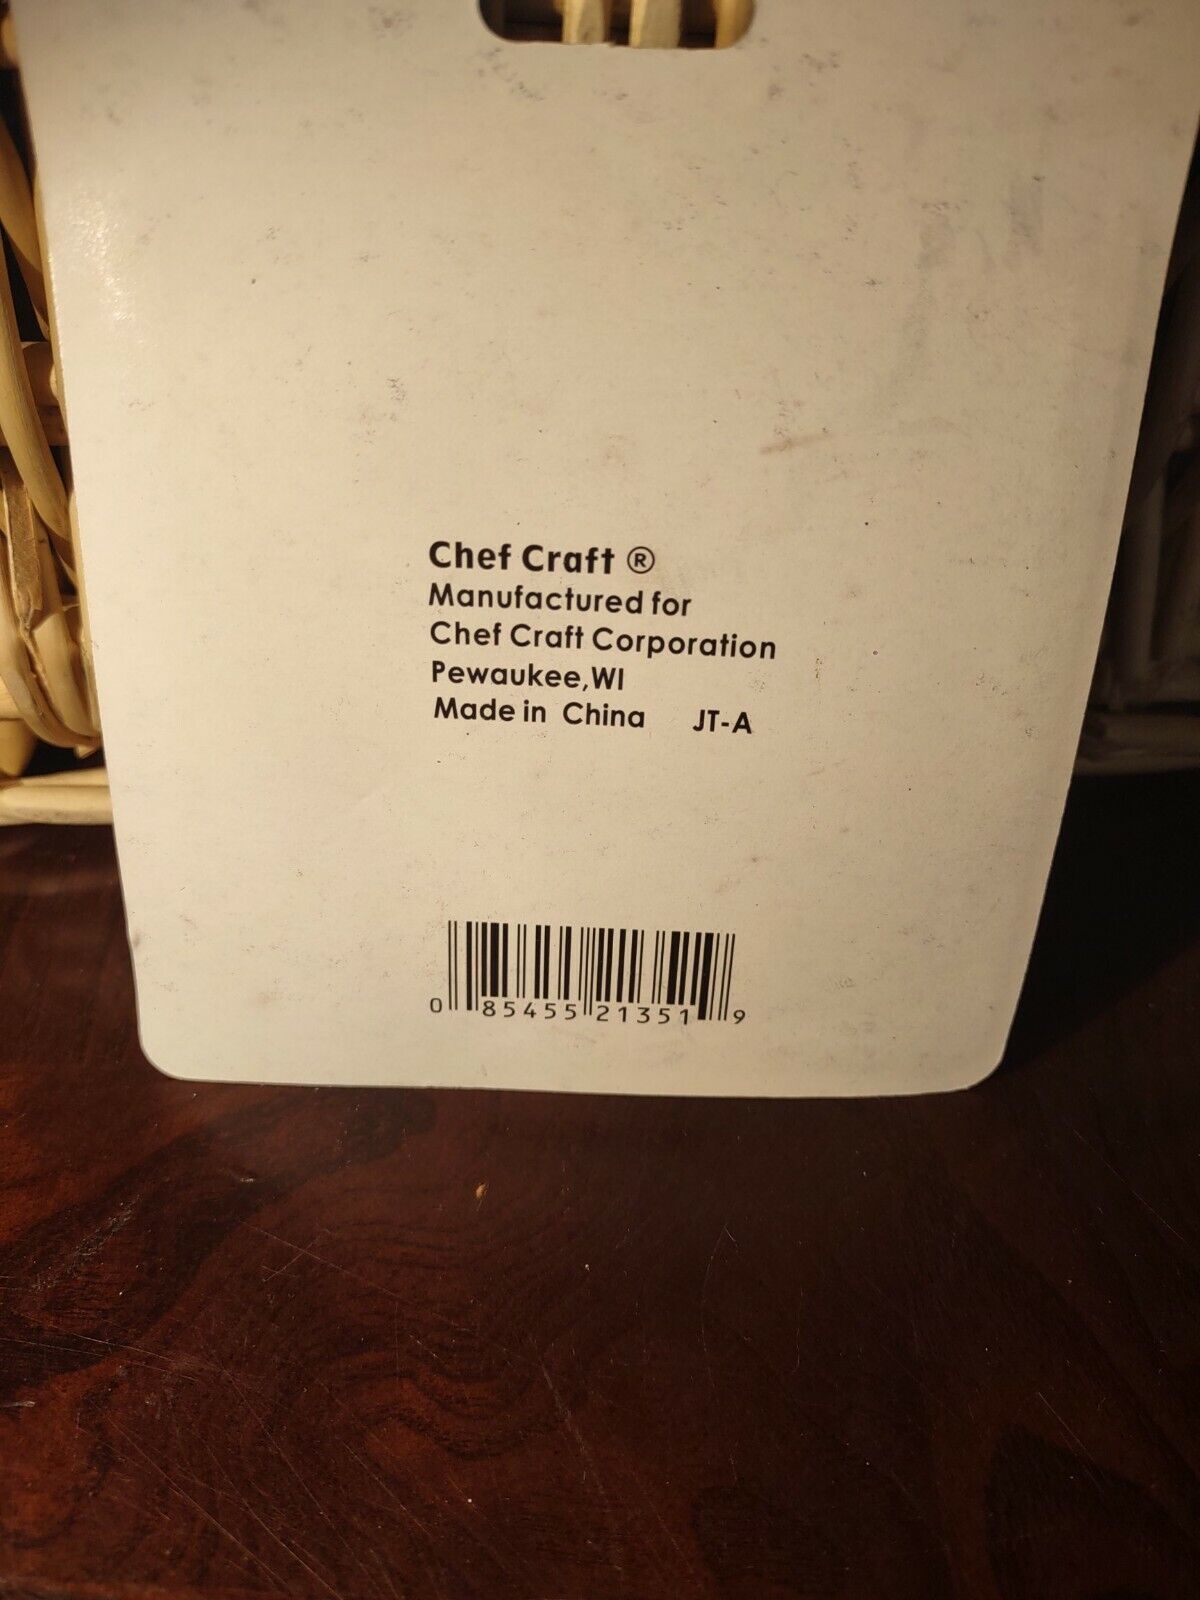 Chef Craft ®
Manufactured for
Chef Craft Corporation
Pewaukee,WI
Made in China JT-A
0 85455 21351 9